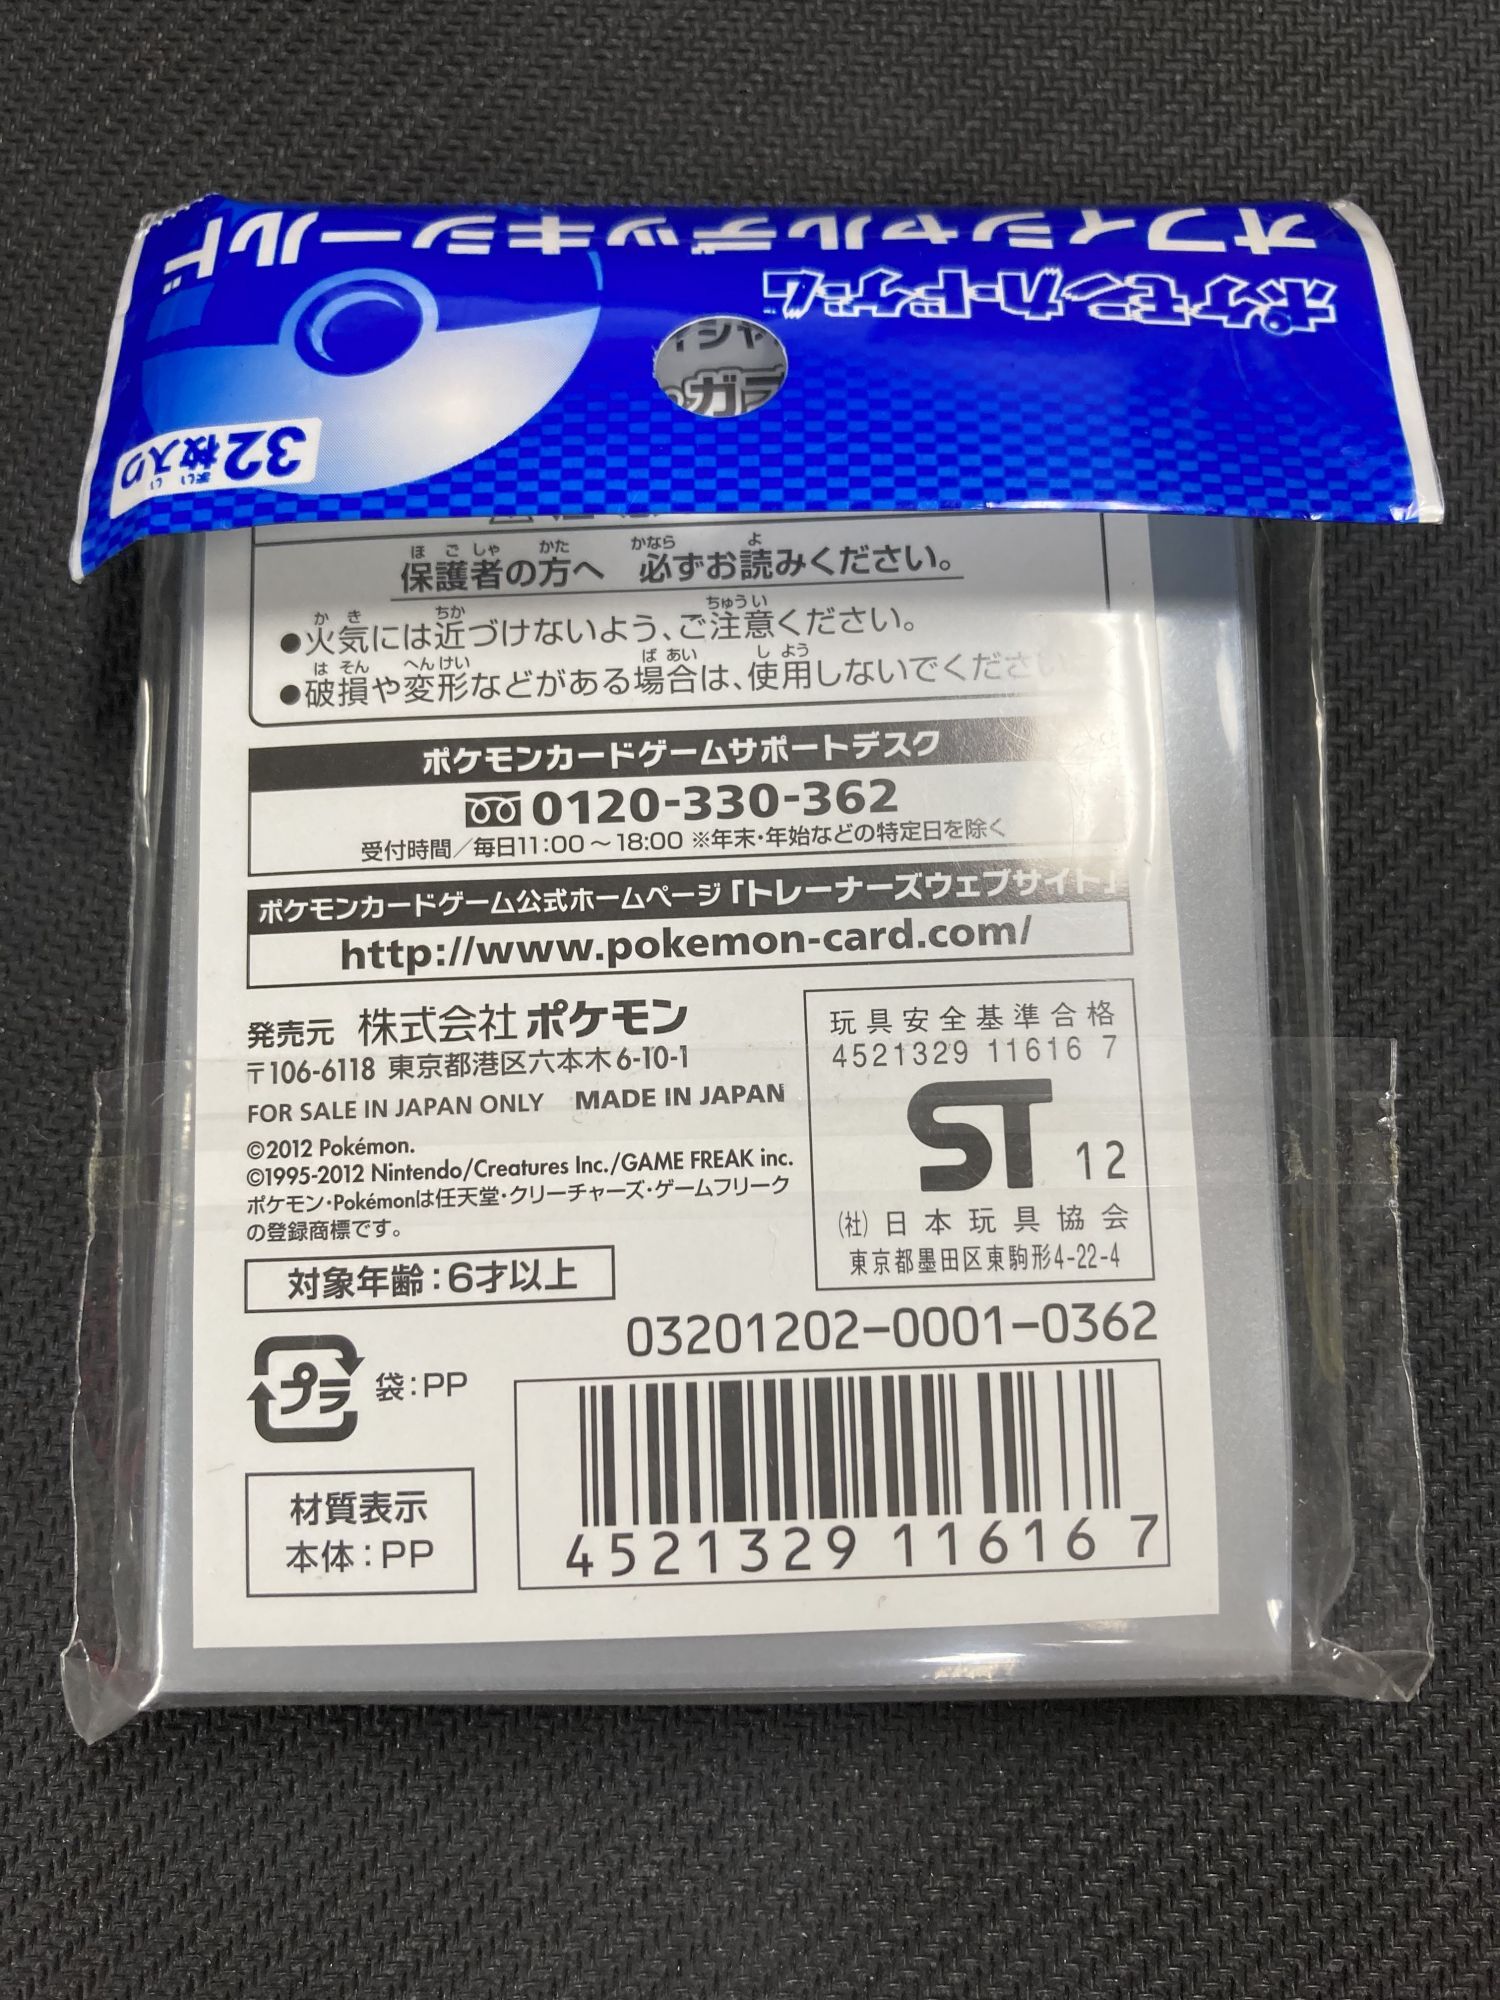 オフィシャルデッキシールド
ポケモンカードゲーム
32枚入り
保護者の方へ 必ずお読みください。
●火気には近づけないよう、ご注意ください。
●破損や変形などがある場合は、使用しないでくださ
ポケモンカードゲームサポートデスク
0120-330-362
受付時間/毎日11:00~18:00 ※年末・年始などの特定日を除く
ポケモンカードゲーム公式ホームページ「トレーナーズウェブサイト」
http://www.pokemon-card.com/
発売元 株式会社ポケモン
〒106-6118 東京都港区六本木6-10-1
FOR SALE IN JAPAN ONLY MADE IN JAPAN
©2012 Pokémon.
©1995-2012 Nintendo/Creatures Inc./GAME FREAK inc.
ポケモン・Pokémonは任天堂・クリーチャーズ・ゲームフリーク
の登録商標です。
玩具安全基準合格
4521329 11616 7
ST 12
(社)日本玩具協会
東京都墨田区東駒形4-22-4
対象年齢:6才以上
プラ 袋:PP
03201202-0001-0362
材質表示
本体:PP
4521329 11616 7